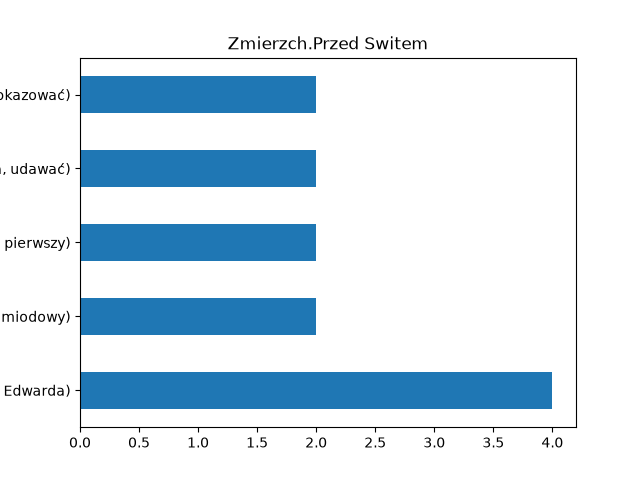 Zmierzch.Przed Switem
okazować)
, udawać)
pierwszy)
miodowy)
Edwarda)
0.0 0.5 1.0 1.5 2.0 2.5 3.0 3.5 4.0